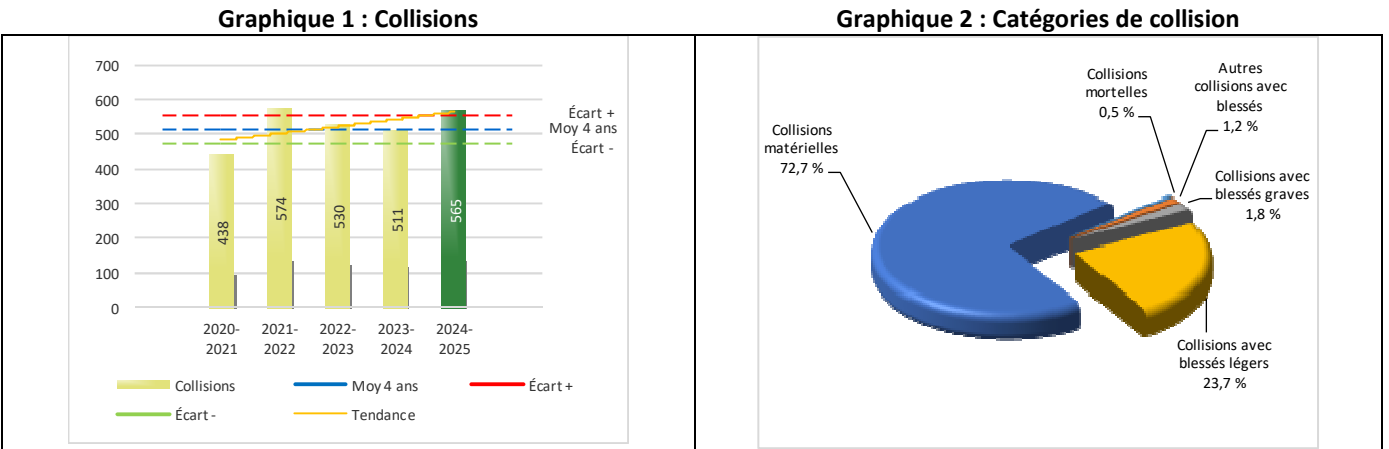 Graphique 1 : Collisions
700
600
500
400
300
200
100
0
438
574
530
511
565
Écart +
Moy 4 ans
Écart -
2020-
2021
2021-
2022
2022-
2023
2023-
2024
2024-
2025
Collisions
Moy 4 ans
Écart +
Écart -
Tendance
Graphique 2 : Catégories de collision
Collisions
matérielles
72,7 %
Collisions
mortelles
0,5 %
Autres
collisions avec
blessés
1,2 %
Collisions avec
blessés graves
1,8 %
Collisions avec
blessés légers
23,7 %